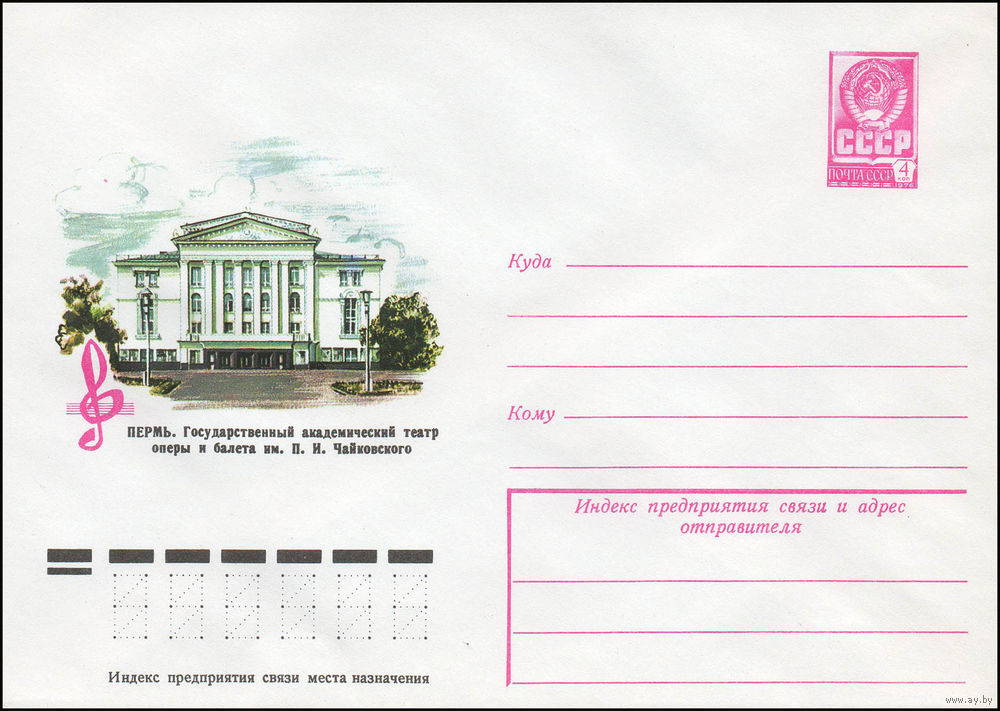 СССР
ПОЧТА СССР
4
коп
1976
Куда
Кому
ПЕРМЬ. Государственный академический театр
оперы и балета им. П. И. Чайковского
Индекс предприятия связи и адрес
отправителя
Индекс предприятия связи места назначения
www.ay.by